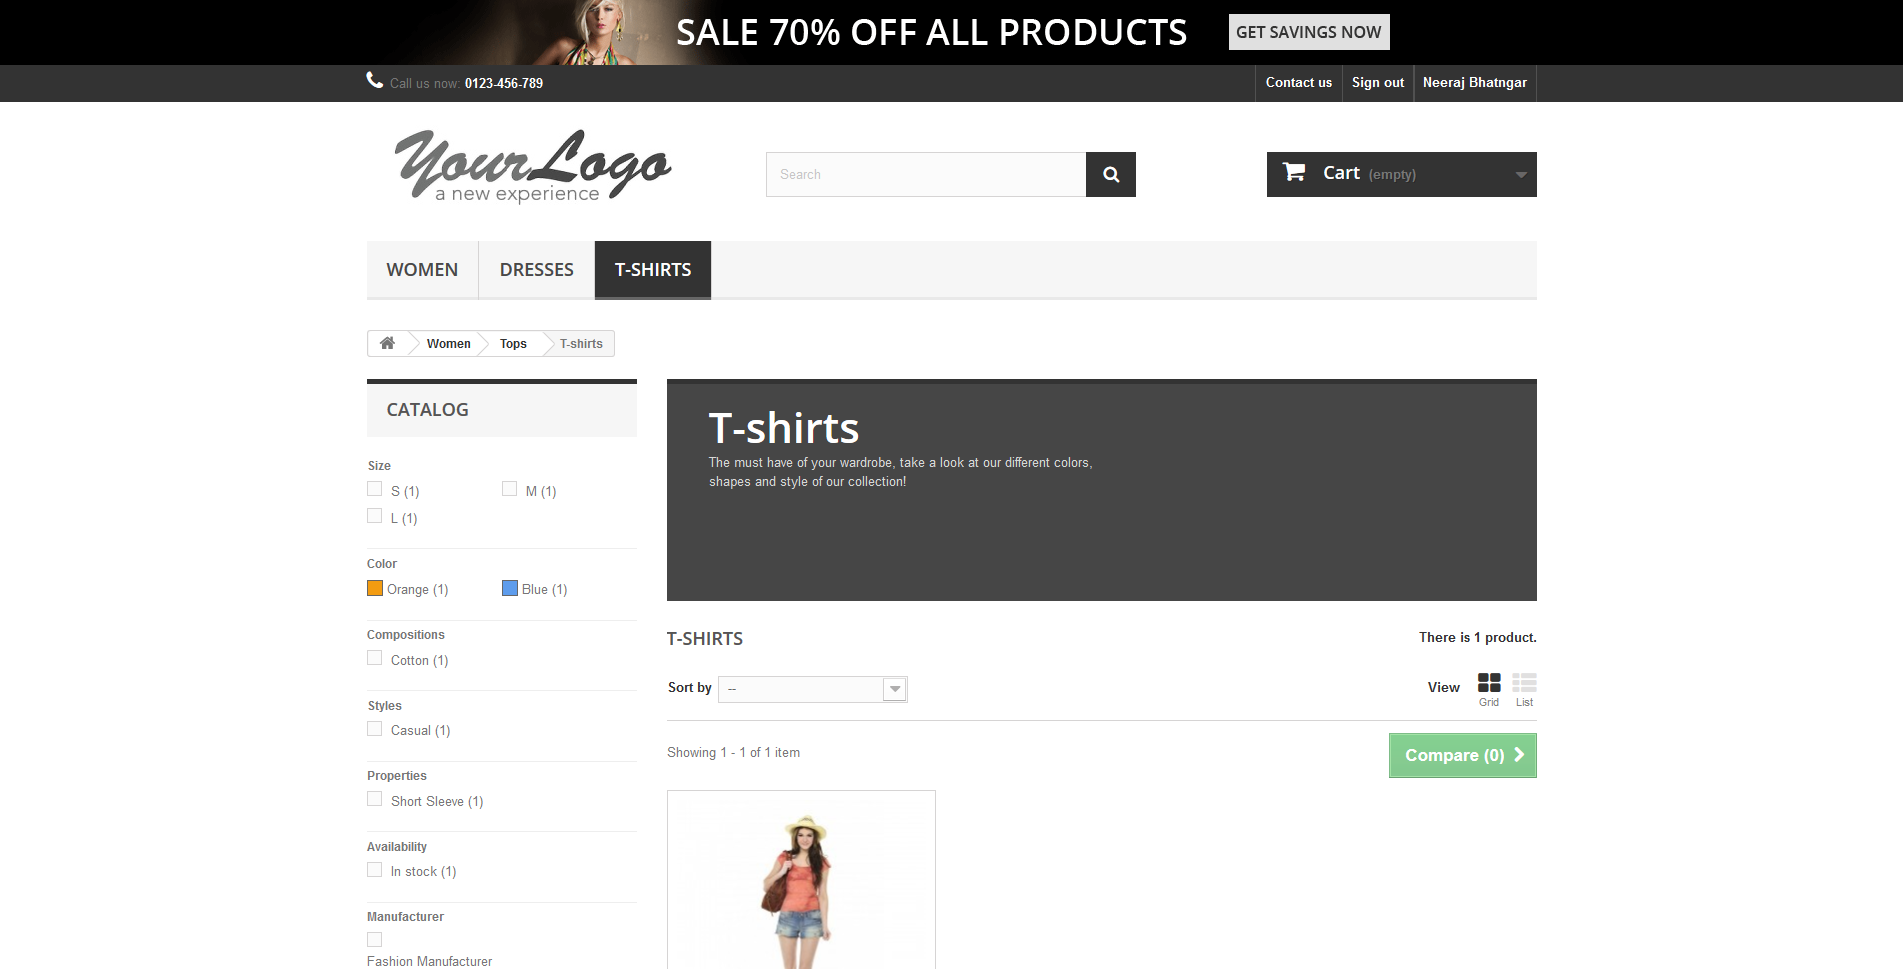 SALE 70% OFF ALL PRODUCTS
GET SAVINGS NOW
Call us now: 0123-456-789
Contact us
Sign out
Neeraj Bhatngar
YourLogo
a new experience
Search
Cart (empty)
WOMEN
DRESSES
T-SHIRTS
Women
Tops
T-shirts
CATALOG
Size
S (1)
M (1)
L (1)
Color
Orange (1)
Blue (1)
Compositions
Cotton (1)
Styles
Casual (1)
Properties
Short Sleeve (1)
Availability
In stock (1)
Manufacturer
Fashion Manufacturer
T-shirts
The must have of your wardrobe, take a look at our different colors,
shapes and style of our collection!
T-SHIRTS
There is 1 product.
Sort by
--
View
Grid
List
Showing 1 - 1 of 1 item
Compare (0)